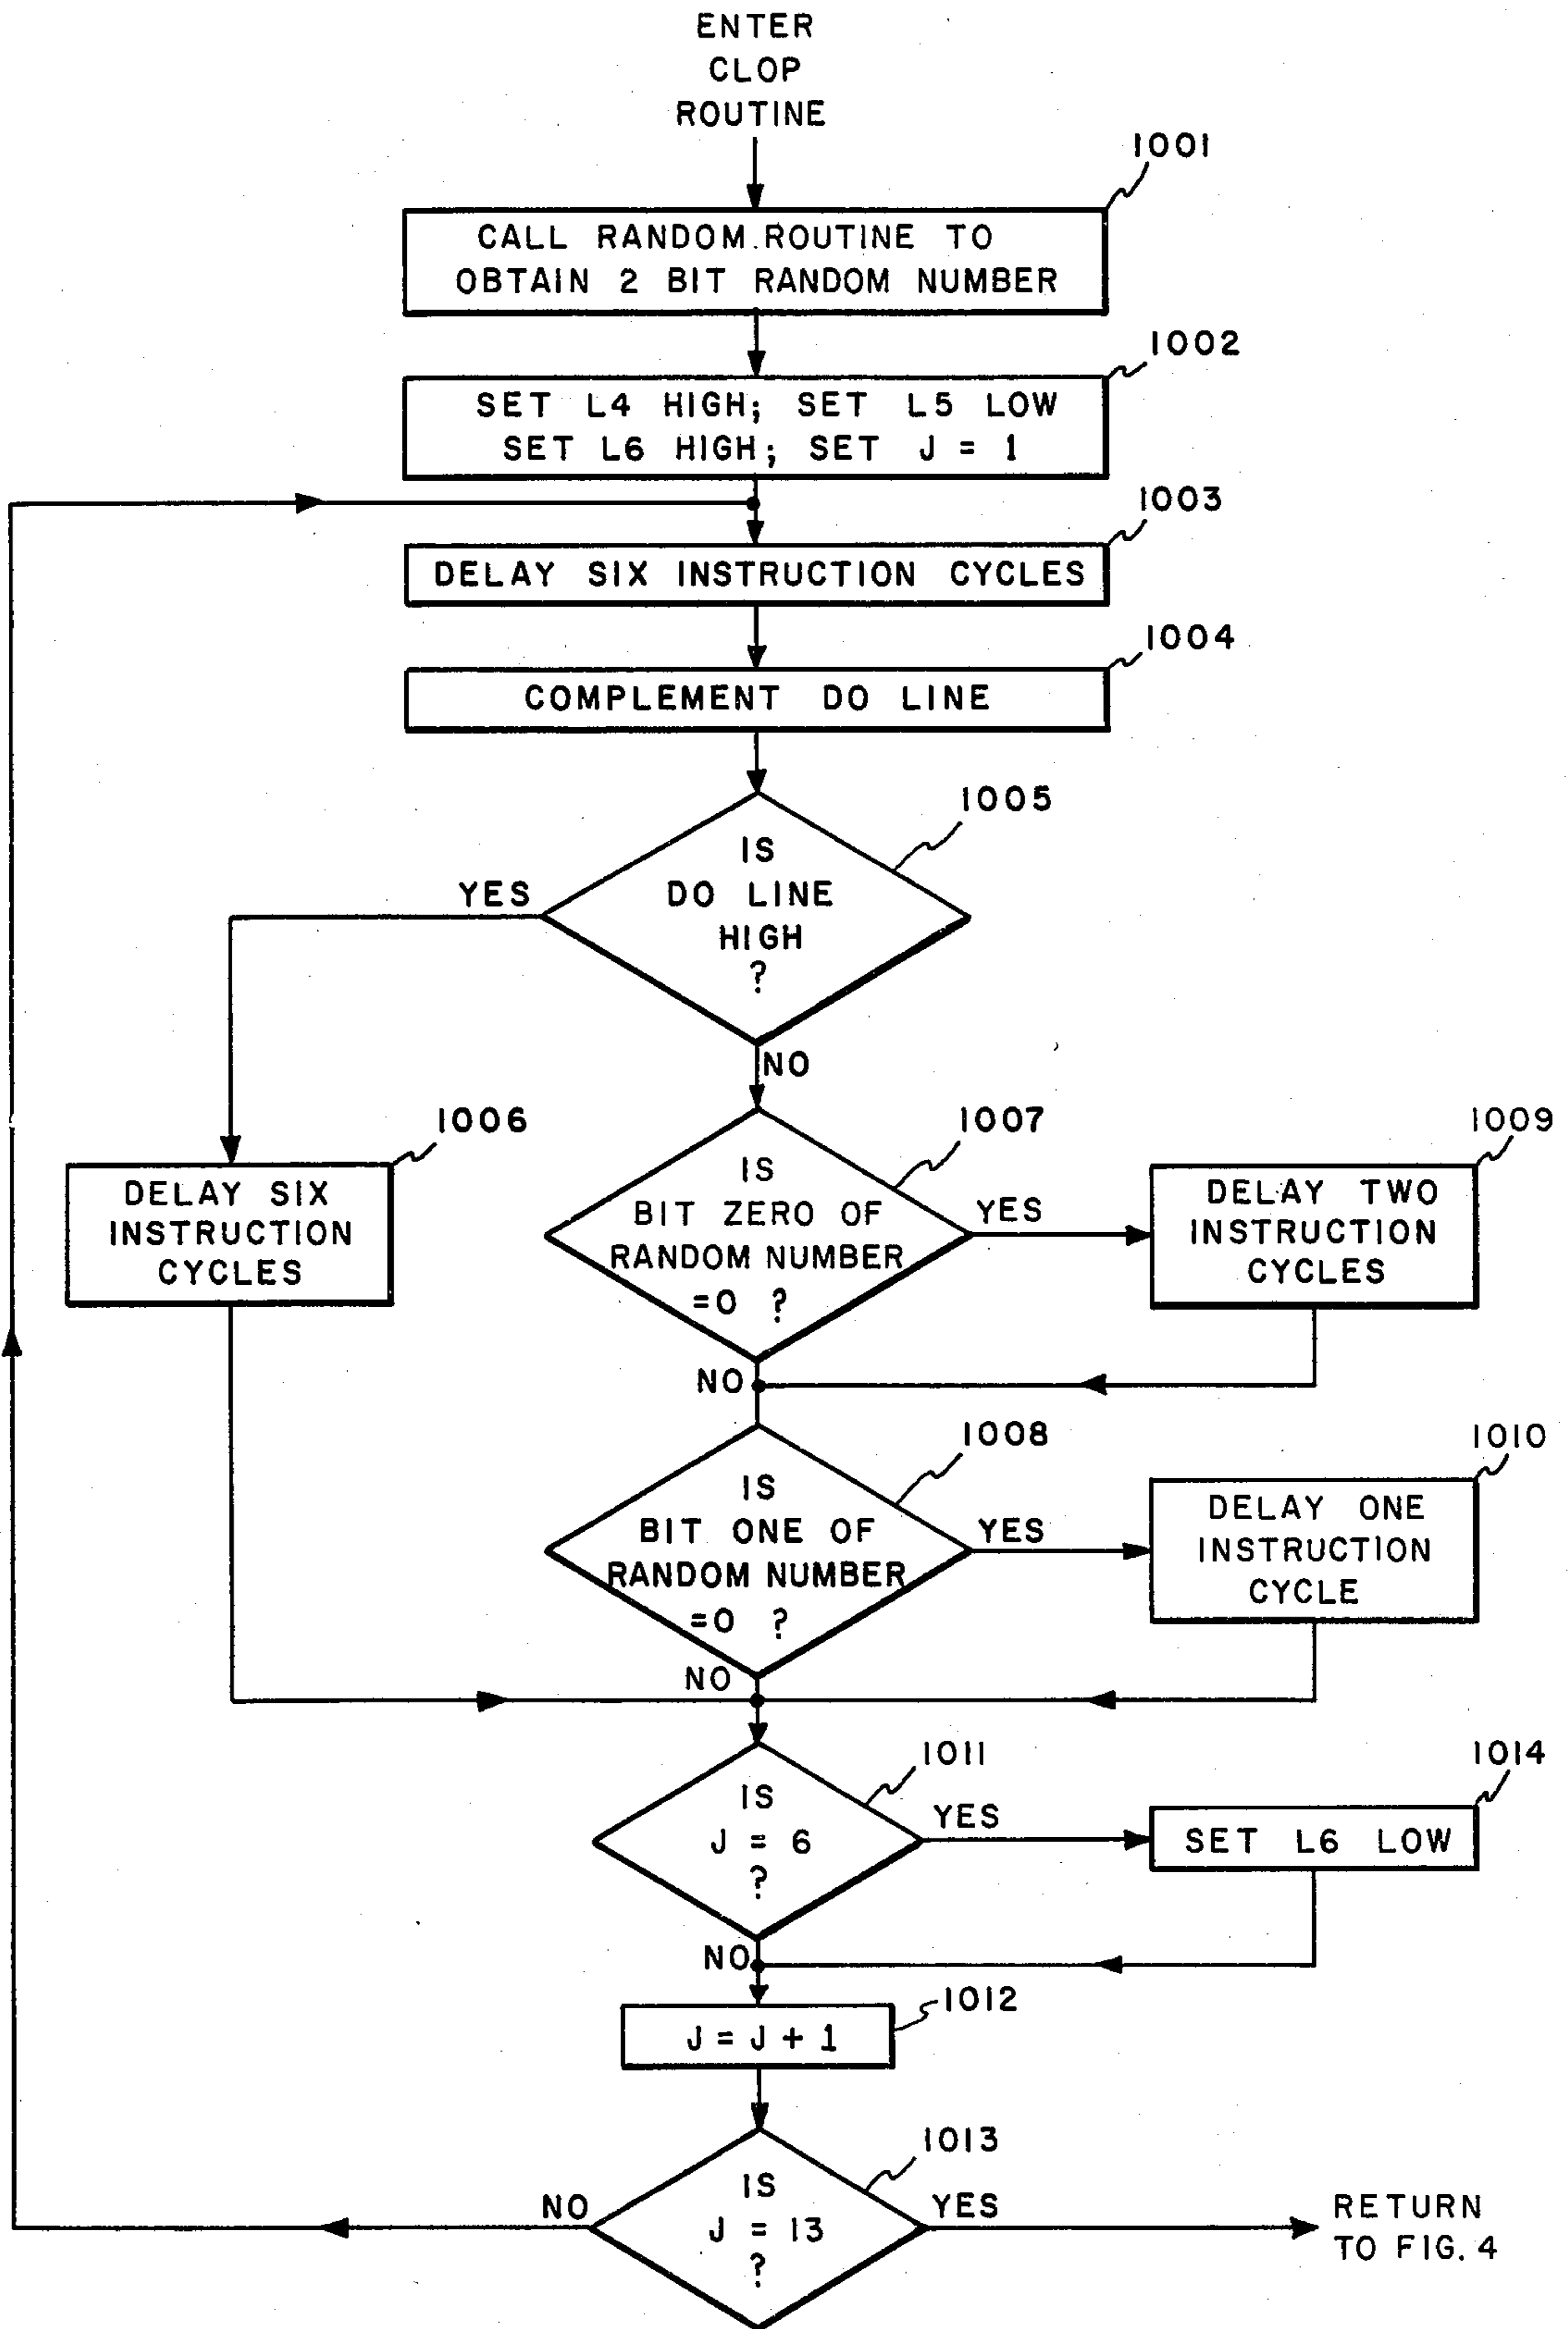 ENTER
CLOP
ROUTINE
1001
CALL RANDOM ROUTINE TO
OBTAIN 2 BIT RANDOM NUMBER
1002
SET L4 HIGH; SET L5 LOW
SET L6 HIGH; SET J = 1
1003
DELAY SIX INSTRUCTION CYCLES
1004
COMPLEMENT DO LINE
1005
IS
DO LINE
HIGH
?
YES
NO
1006
DELAY SIX
INSTRUCTION
CYCLES
1007
IS
BIT ZERO OF
RANDOM NUMBER
=0 ?
YES
1009
DELAY TWO
INSTRUCTION
CYCLES
NO
1008
IS
BIT ONE OF
RANDOM NUMBER
=0 ?
YES
1010
DELAY ONE
INSTRUCTION
CYCLE
NO
1011
IS
J = 6
?
YES
1014
SET L6 LOW
NO
1012
J = J + 1
1013
IS
J = 13
?
NO
YES
RETURN
TO FIG. 4